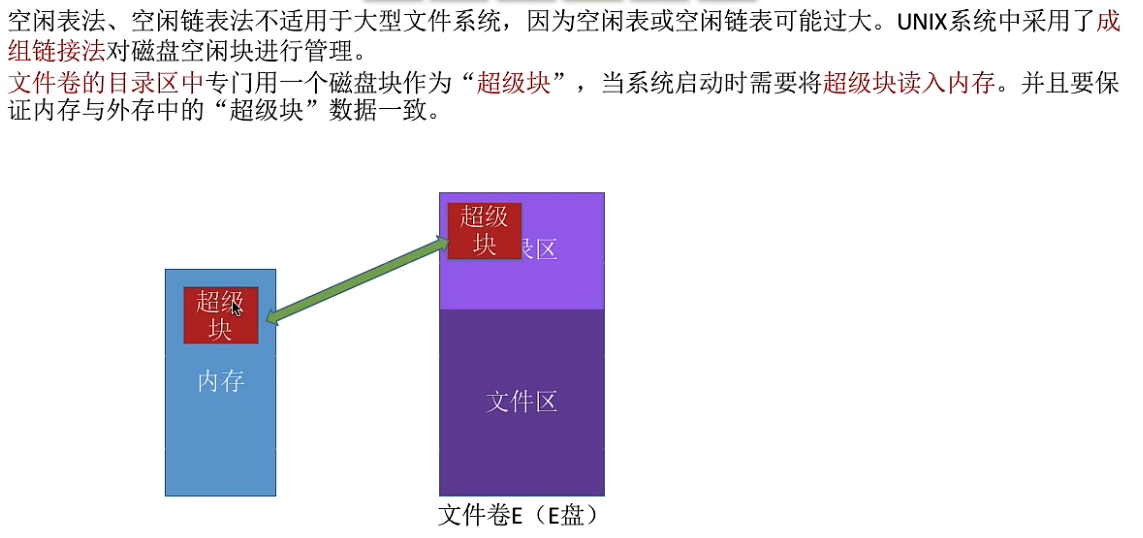 空闲表法、空闲链表法不适用于大型文件系统，因为空闲表或空闲链表可能过大。UNIX系统中采用了成
组链接法对磁盘空闲块进行管理。
文件卷的目录区中专门用一个磁盘块作为“超级块”，当系统启动时需要将超级块读入内存。并且要保
证内存与外存中的“超级块”数据一致。
超级
块
录区
超级
块
内存
文件区
文件卷E（E盘）